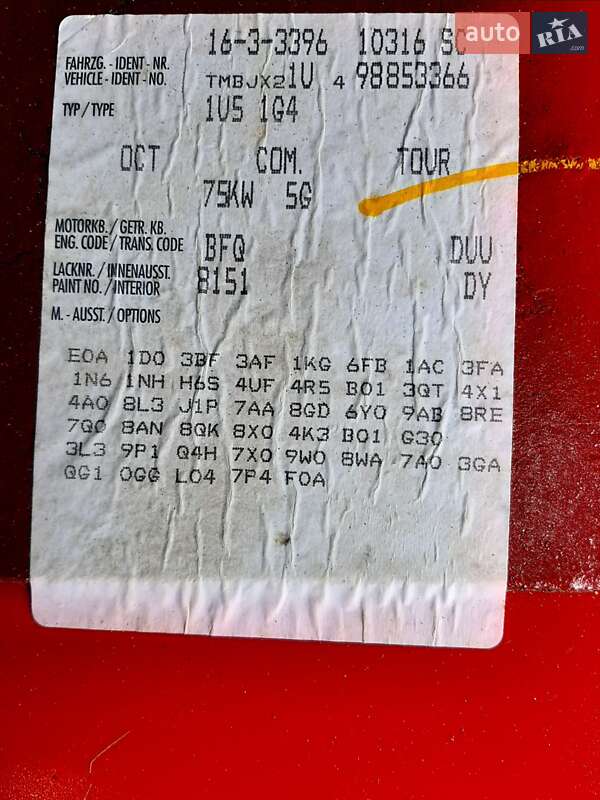 16-3-3396 10316 SC
auto RIA .com
FAHRZG. - IDENT - NR.
VEHICLE - IDENT - NO. TMBJX21U 4 98853366
TYP / TYPE 1U5 1G4
OCT COM. TOUR
75KW 5G
MOTORKB. / GETR. KB.
ENG. CODE / TRANS. CODE BFQ DUU
LACKNR. / INNENAUSST. 8151 DY
PAINT NO. / INTERIOR
M. - AUSST. / OPTIONS
E0A 1D0 3BF 3AF 1KG 6FB 1AC 3FA
1N6 1NH H6S 4UF 4R5 B01 3QT 4X1
4A0 8L3 J1P 7AA 8GD 6Y0 9AB 8RE
7Q0 8AN 8QK 8X0 4K3 B01 G30
3L3 9P1 Q4H 7X0 9W0 8WA 7A0 3GA
QG1 0GG L04 7P4 F0A